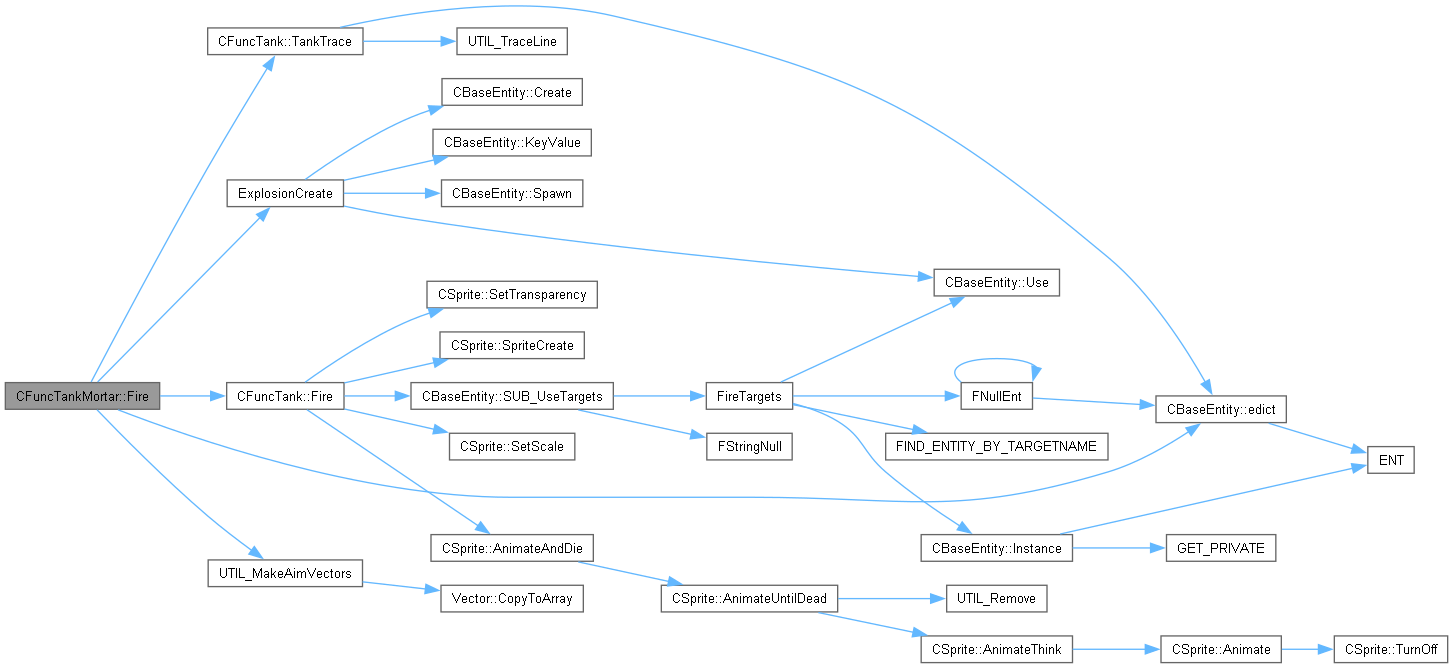 CFuncTank::TankTrace
UTIL_TraceLine
CBaseEntity::Create
CBaseEntity::KeyValue
ExplosionCreate
CBaseEntity::Spawn
CBaseEntity::Use
CSprite::SetTransparency
CSprite::SpriteCreate
CFuncTankMortar::Fire
CFuncTank::Fire
CBaseEntity::SUB_UseTargets
FireTargets
FNullEnt
CBaseEntity::edict
CSprite::SetScale
FStringNull
FIND_ENTITY_BY_TARGETNAME
ENT
CSprite::AnimateAndDie
CBaseEntity::Instance
GET_PRIVATE
UTIL_MakeAimVectors
Vector::CopyToArray
CSprite::AnimateUntilDead
UTIL_Remove
CSprite::AnimateThink
CSprite::Animate
CSprite::TurnOff